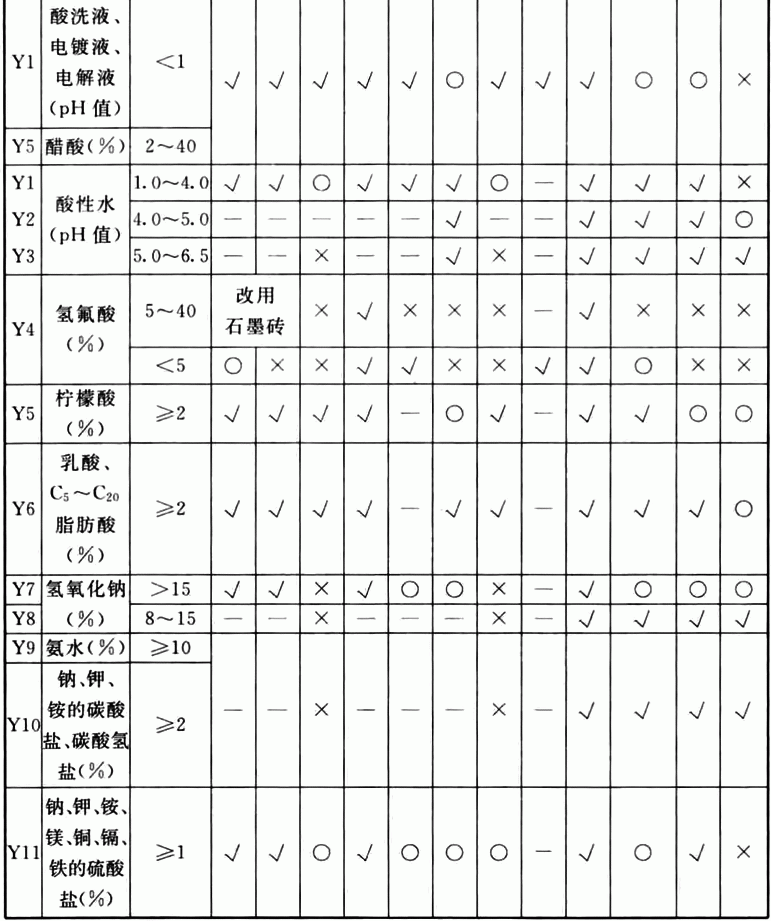 Y1 酸洗液、电镀液、电解液(pH 值) <1 √ √ √ √ √ ○ √ √ √ ○ ○ ×
Y5 醋酸(%) 2~40
Y1 酸性水(pH 值) 1.0~4.0 √ √ ○ √ √ √ ○ — √ √ √ ×
Y2 4.0~5.0 — — — — — √ — — √ √ √ ○
Y3 5.0~6.5 — — × — — √ × — √ √ √ √
Y4 氢氟酸(%) 5~40 改用石墨砖 × √ × × × — √ × × ×
<5 ○ × × √ √ × × √ √ ○ × ×
Y5 柠檬酸(%) ≥2 √ √ √ √ — ○ √ — √ √ ○ ○
Y6 乳酸、C₅~C₂₀脂肪酸(%) ≥2 √ √ √ √ — √ √ — √ √ √ ○
Y7 氢氧化钠(%) >15 √ √ × √ ○ ○ × — √ ○ ○ ○
Y8 8~15 — — × — — — × — √ √ √ √
Y9 氨水(%) ≥10
Y10 钠、钾、铵的碳酸盐、碳酸氢盐(%) ≥2 — — × — — — × — √ √ √ √
Y11 钠、钾、铵、镁、铜、镉、铁的硫酸盐(%) ≥1 √ √ ○ √ ○ ○ ○ — √ ○ √ ×